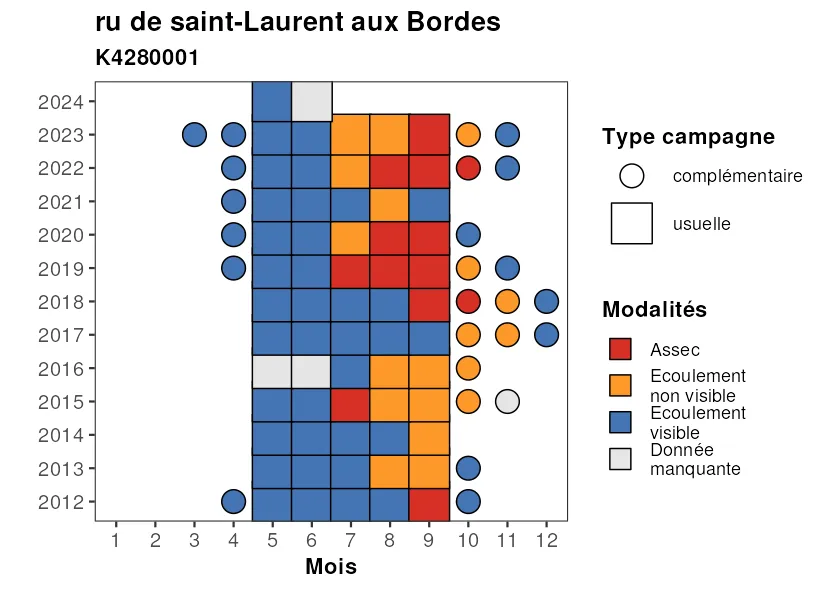 ru de saint-Laurent aux Bordes
K4280001
2024
2023
2022
2021
2020
2019
2018
2017
2016
2015
2014
2013
2012
1 2 3 4 5 6 7 8 9 10 11 12
Mois
Type campagne
complémentaire
usuelle
Modalités
Assec
Ecoulement
non visible
Ecoulement
visible
Donnée
manquante